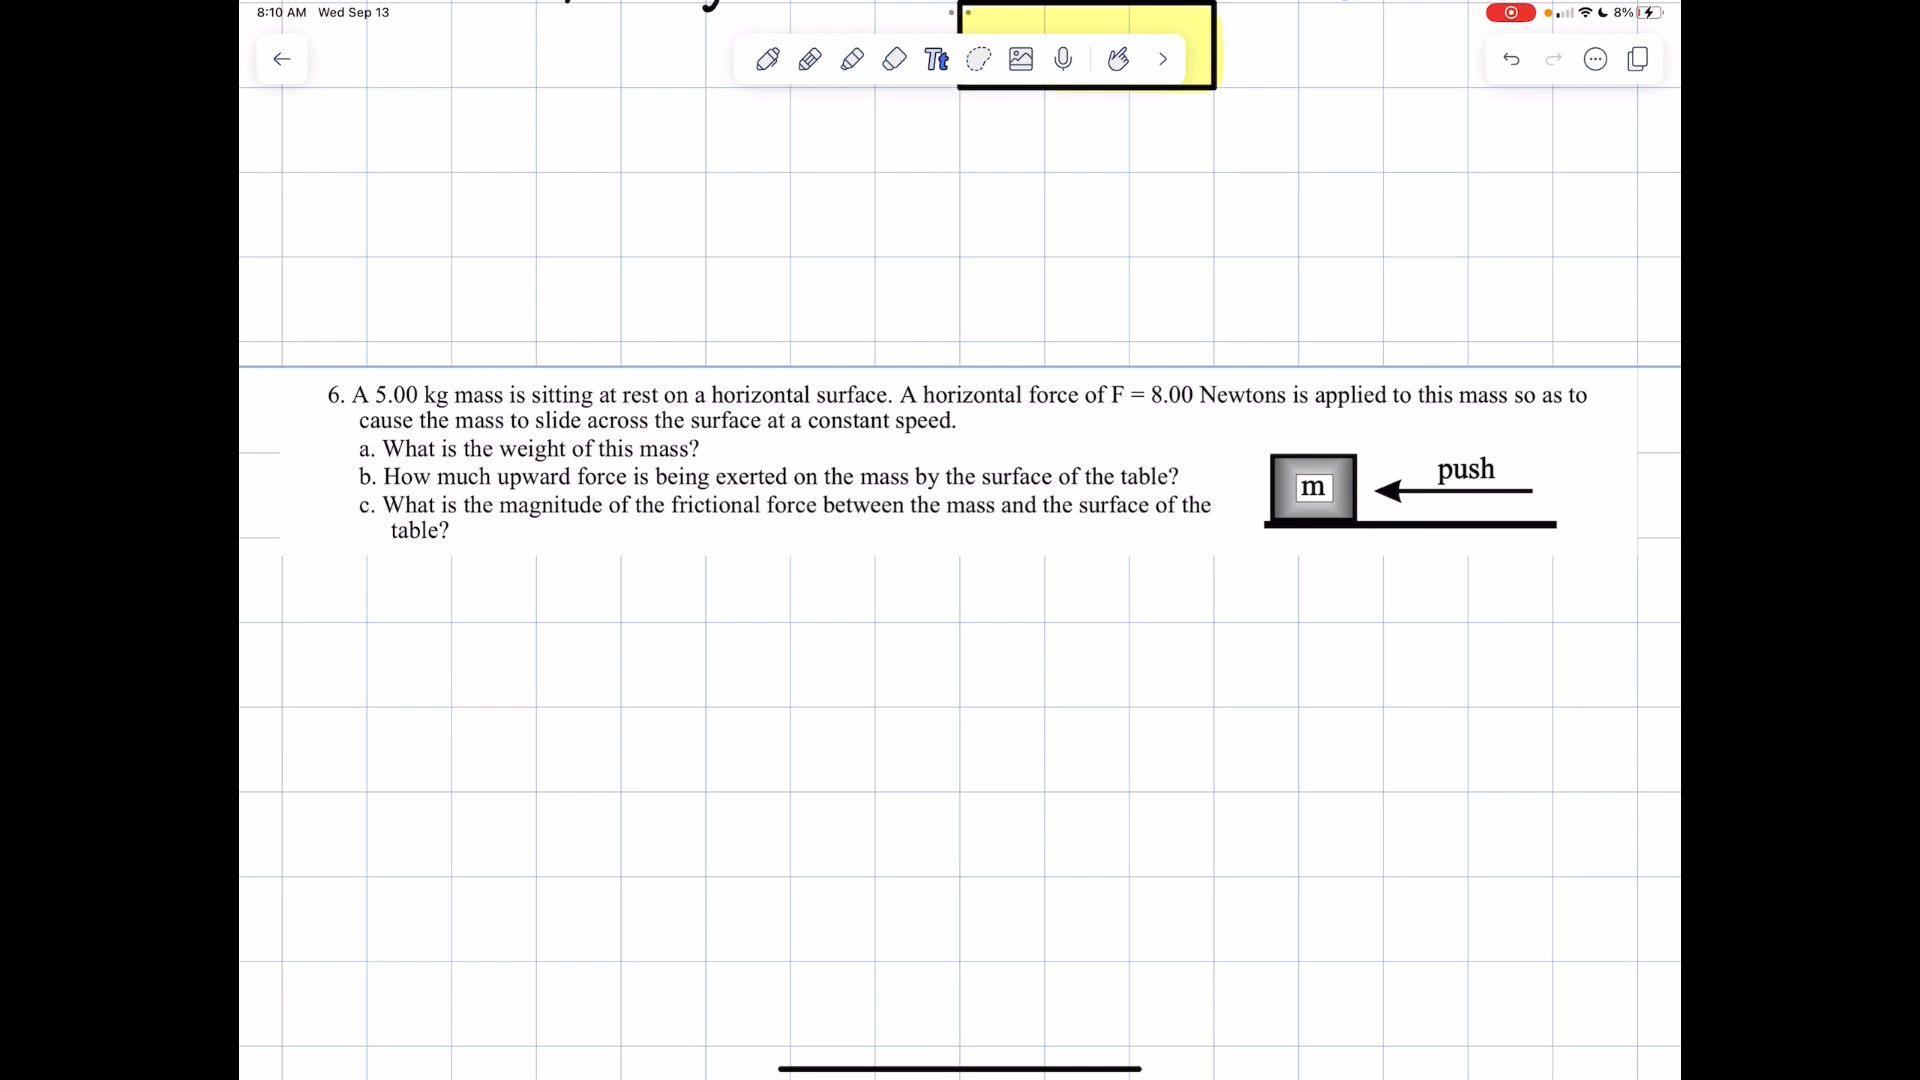 8:10 AM Wed Sep 13
8%
Tt
6. A 5.00 kg mass is sitting at rest on a horizontal surface. A horizontal force of F = 8.00 Newtons is applied to this mass so as to
cause the mass to slide across the surface at a constant speed.
a. What is the weight of this mass?
b. How much upward force is being exerted on the mass by the surface of the table?
c. What is the magnitude of the frictional force between the mass and the surface of the
table?
push
m